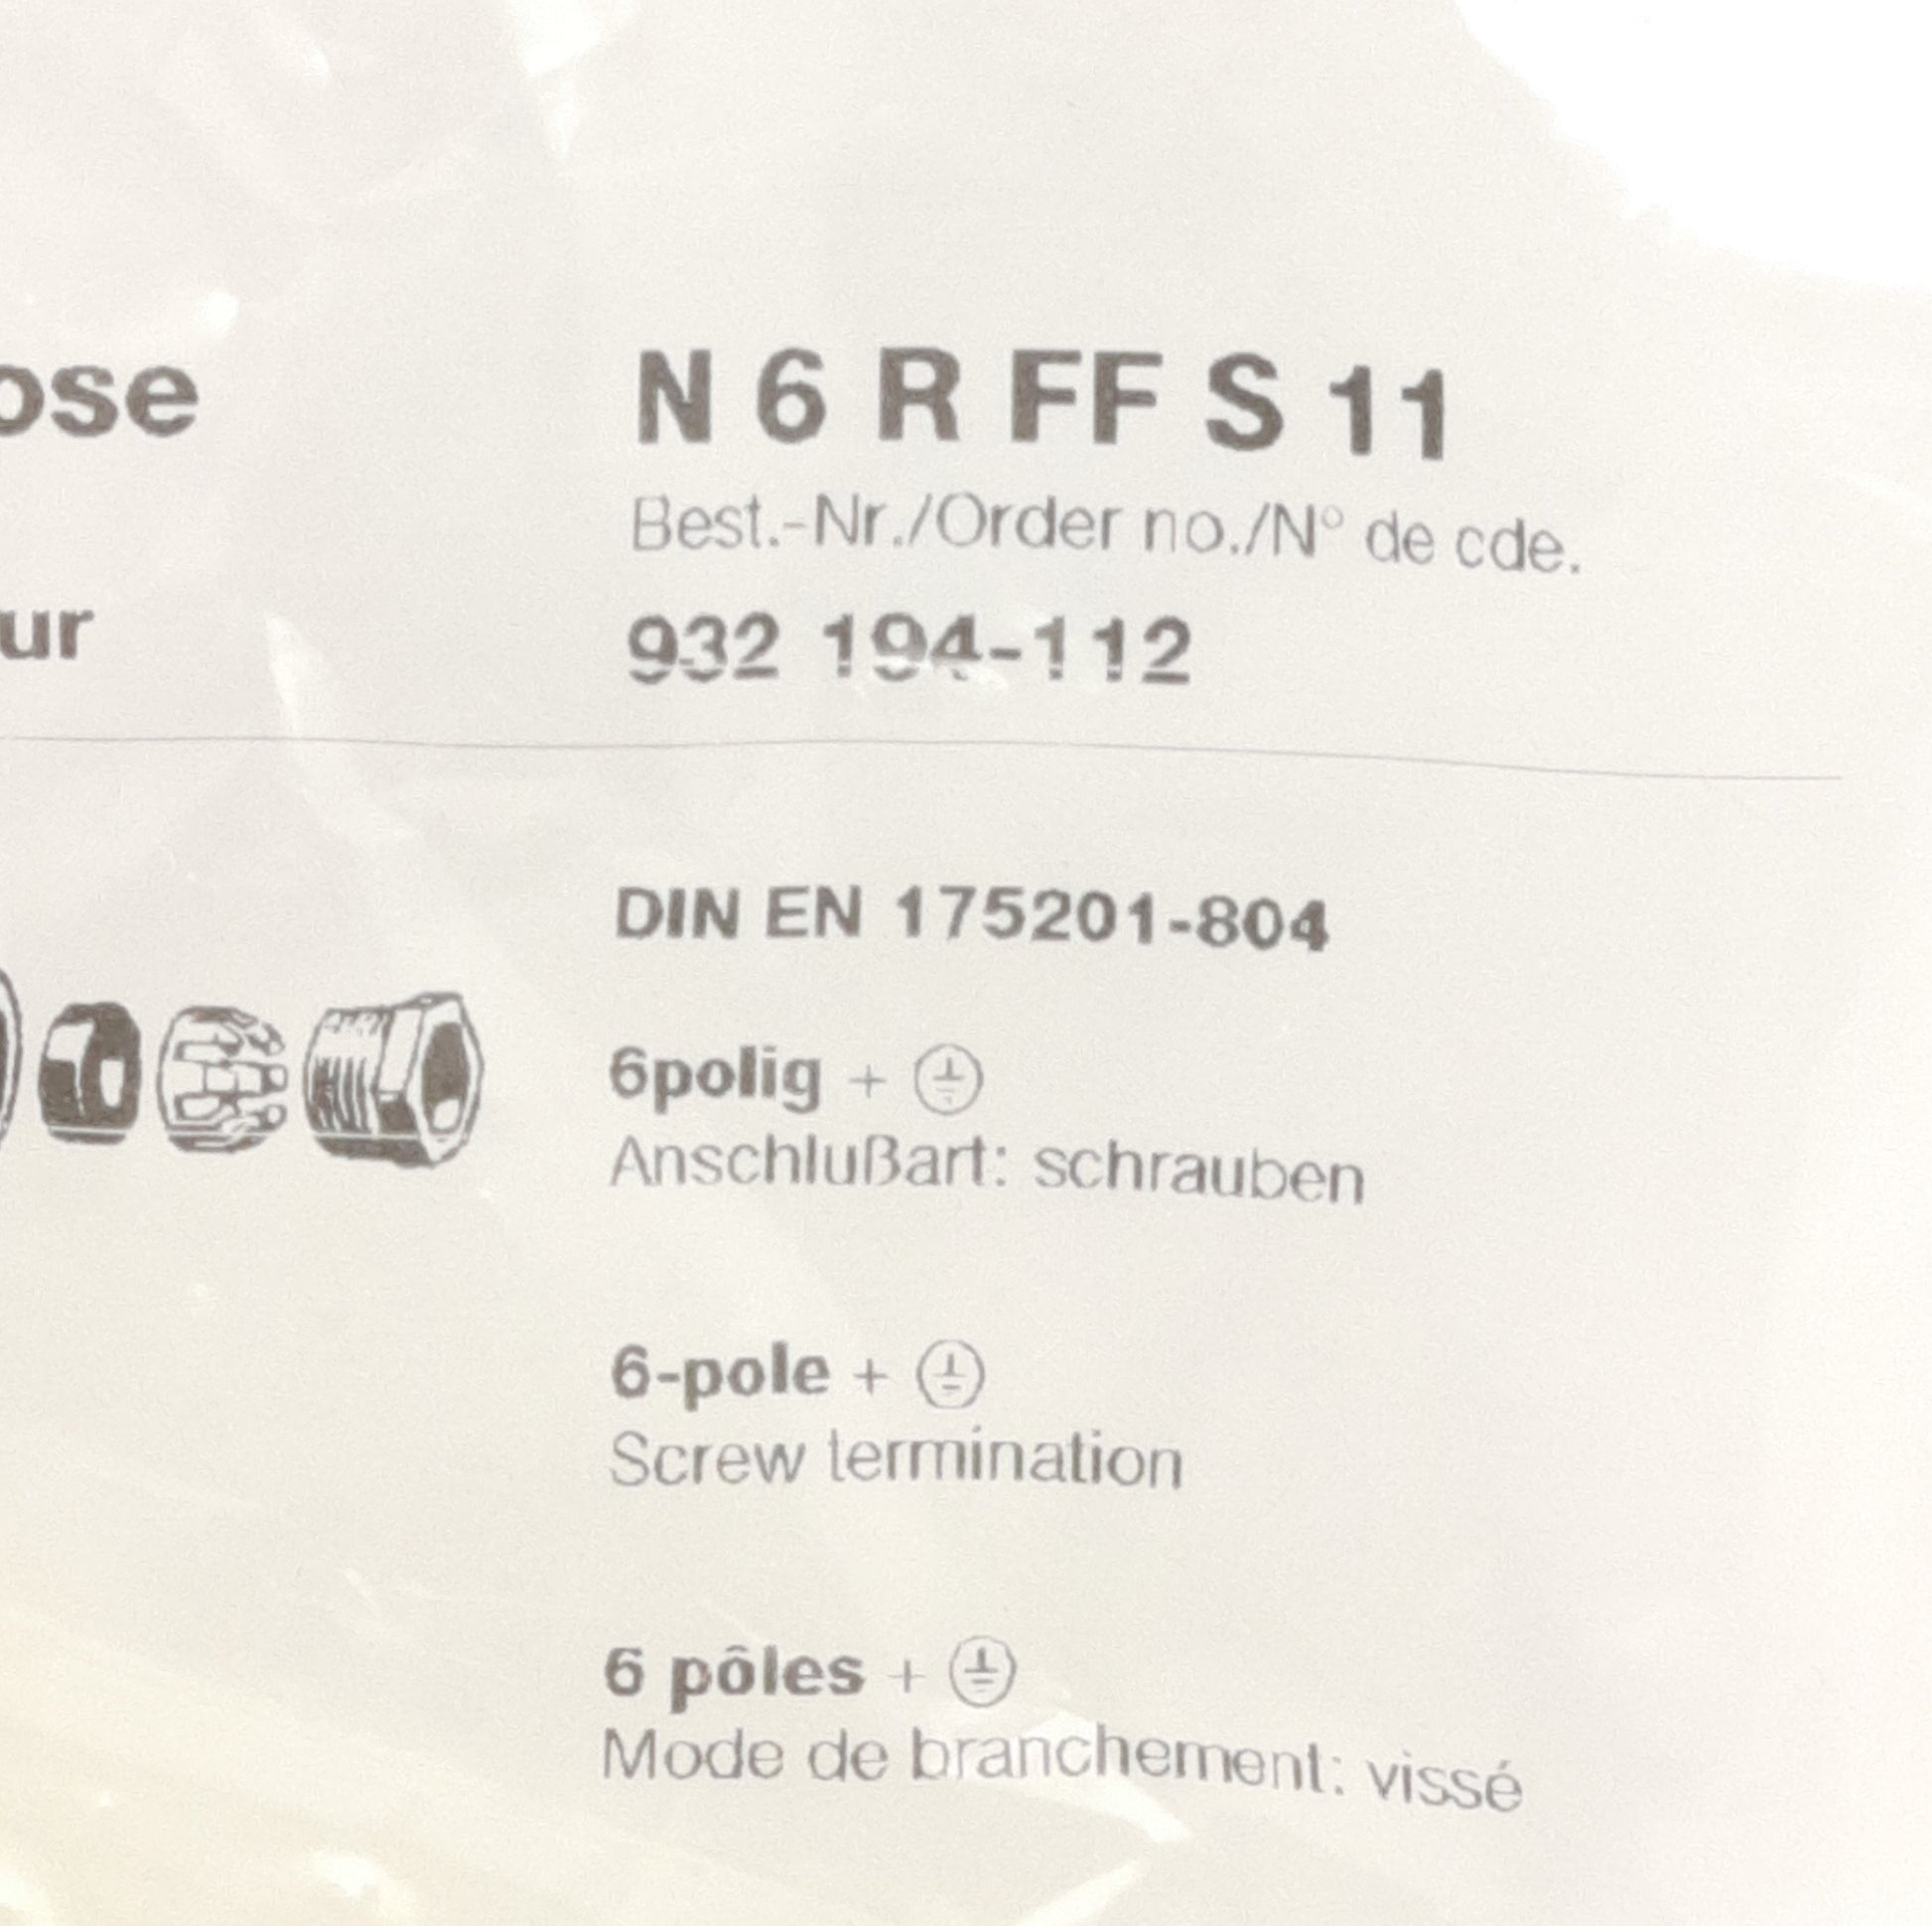 ose
N 6 R FF S 11
Best.-Nr./Order no./N° de cde.
ur
932 194-112
DIN EN 175201-804
6polig + ⏚
Anschlußart: schrauben
6-pole + ⏚
Screw termination
6 pôles + ⏚
Mode de branchement: vissé